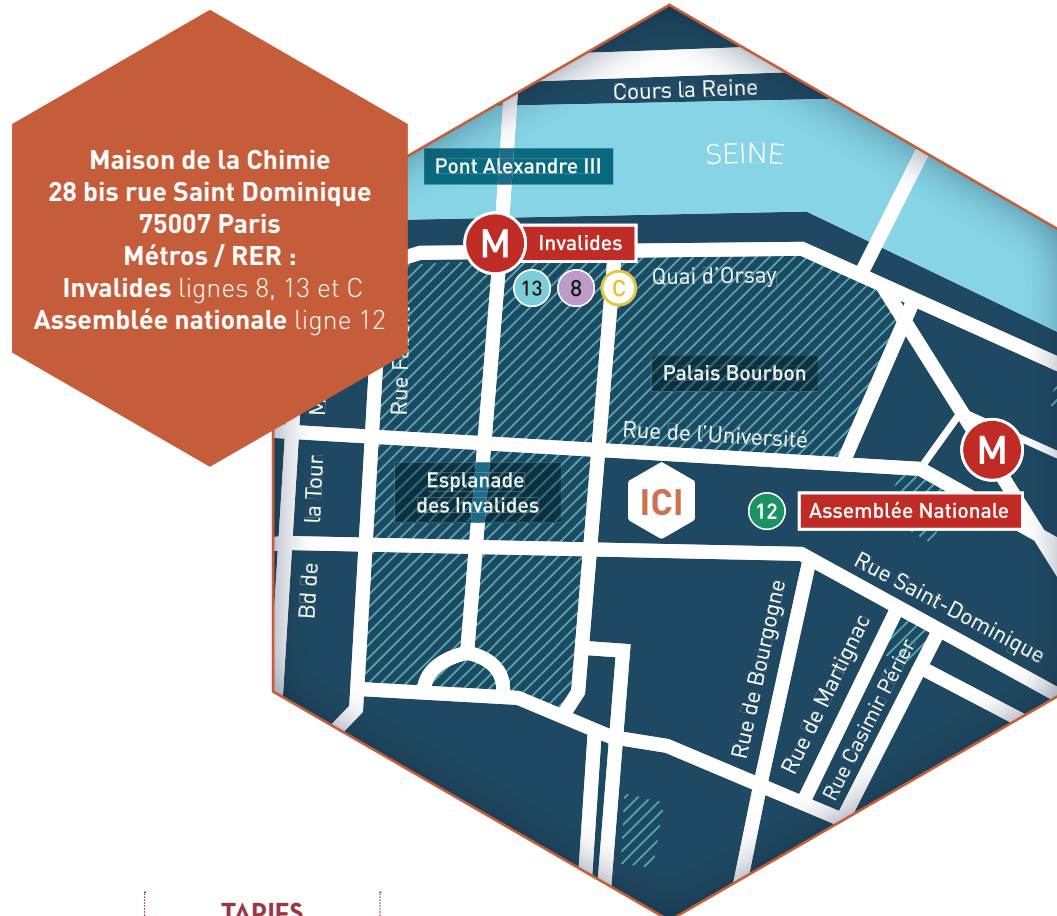 Maison de la Chimie
28 bis rue Saint Dominique
75007 Paris
Métros / RER :
Invalides lignes 8, 13 et C
Assemblée nationale ligne 12
Cours la Reine
SEINE
Pont Alexandre III
M
Invalides
13
8
C
Quai d'Orsay
Palais Bourbon
Rue
Rue de l'Université
M
Esplanade
des Invalides
ICI
12
Assemblée Nationale
Bd de la Tour
Rue Saint-Dominique
Rue de Bourgogne
Rue de Martignac
Rue Casimir Périer
TARIFS